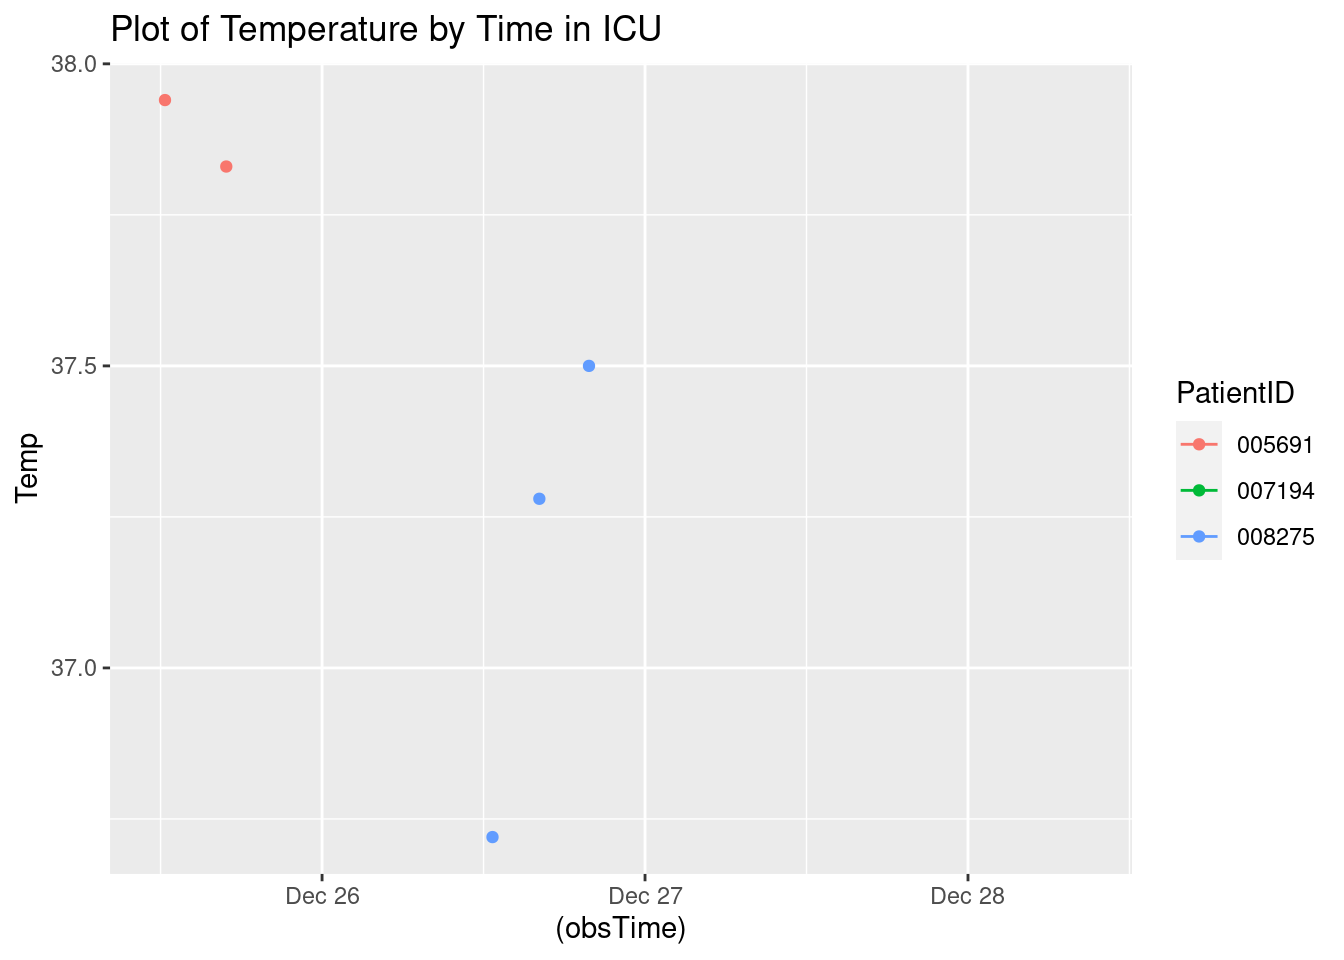 Plot of Temperature by Time in ICU
38.0
37.5
37.0
Temp
Dec 26
Dec 27
Dec 28
(obsTime)
PatientID
005691
007194
008275